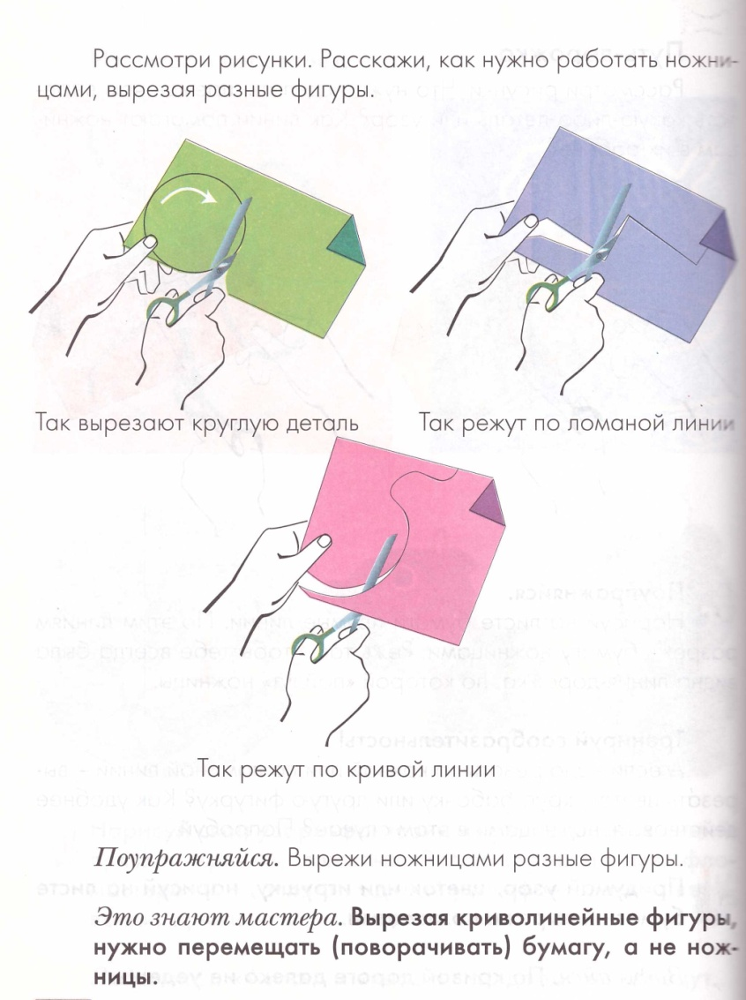 Рассмотри рисунки. Расскажи, как нужно работать ножни-
цами, вырезая разные фигуры.
Так вырезают круглую деталь
Так режут по ломаной линии
Так режут по кривой линии
Поупражняйся. Вырежи ножницами разные фигуры.
Это знают мастера. Вырезая криволинейные фигуры,
нужно перемещать (поворачивать) бумагу, а не нож-
ницы.